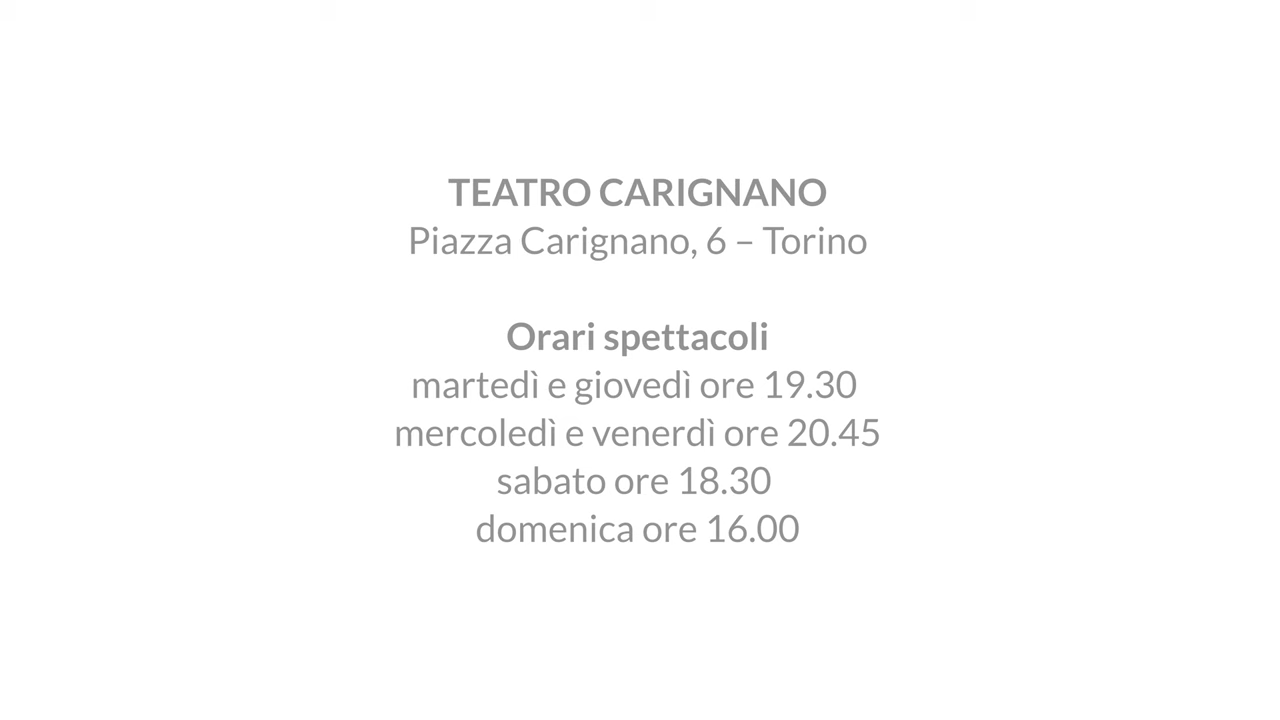 TEATRO CARIGNANO
Piazza Carignano, 6 – Torino
Orari spettacoli
martedì e giovedì ore 19.30
mercoledì e venerdì ore 20.45
sabato ore 18.30
domenica ore 16.00